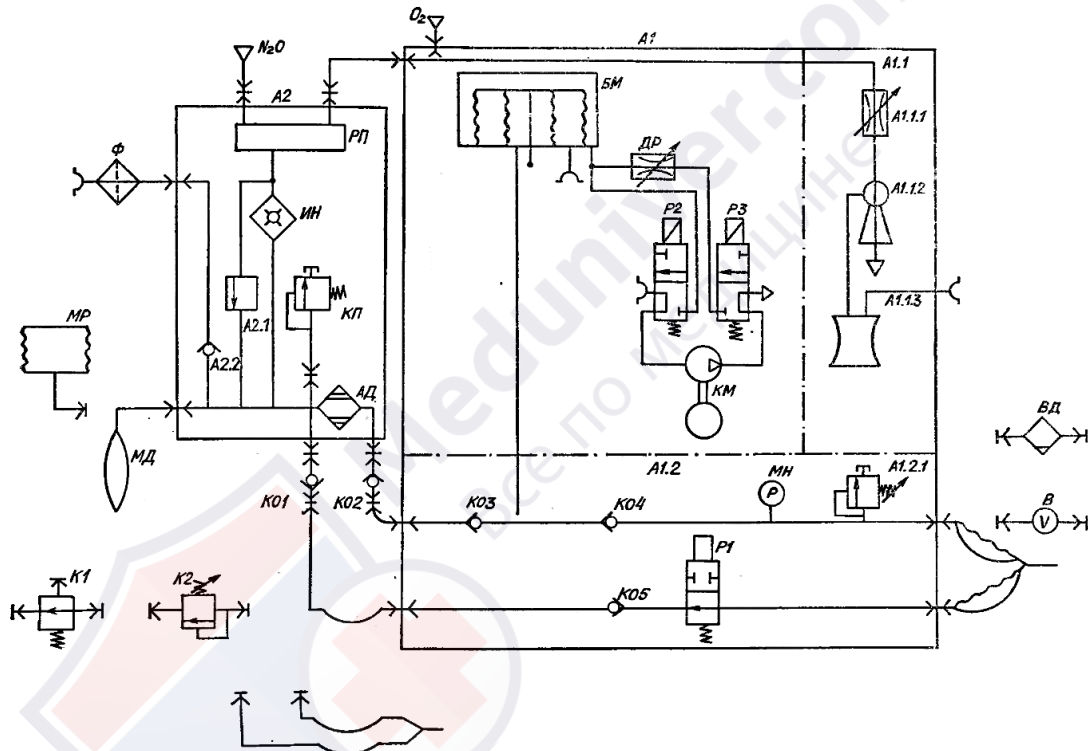 O₂
N₂O
A1
A2
A1.1
БМ
РП
A1.1.1
ДР
Ф
ИН
P2
P3
A1.1.2
КП
A2.1
A1.1.3
МР
A2.2
АД
КМ
ВД
МД
A1.2
МН
A1.2.1
КО1
КО2
КО3
КО4
P
В
V
P1
К1
К2
КО5
Meduniver.com
Все по медицине